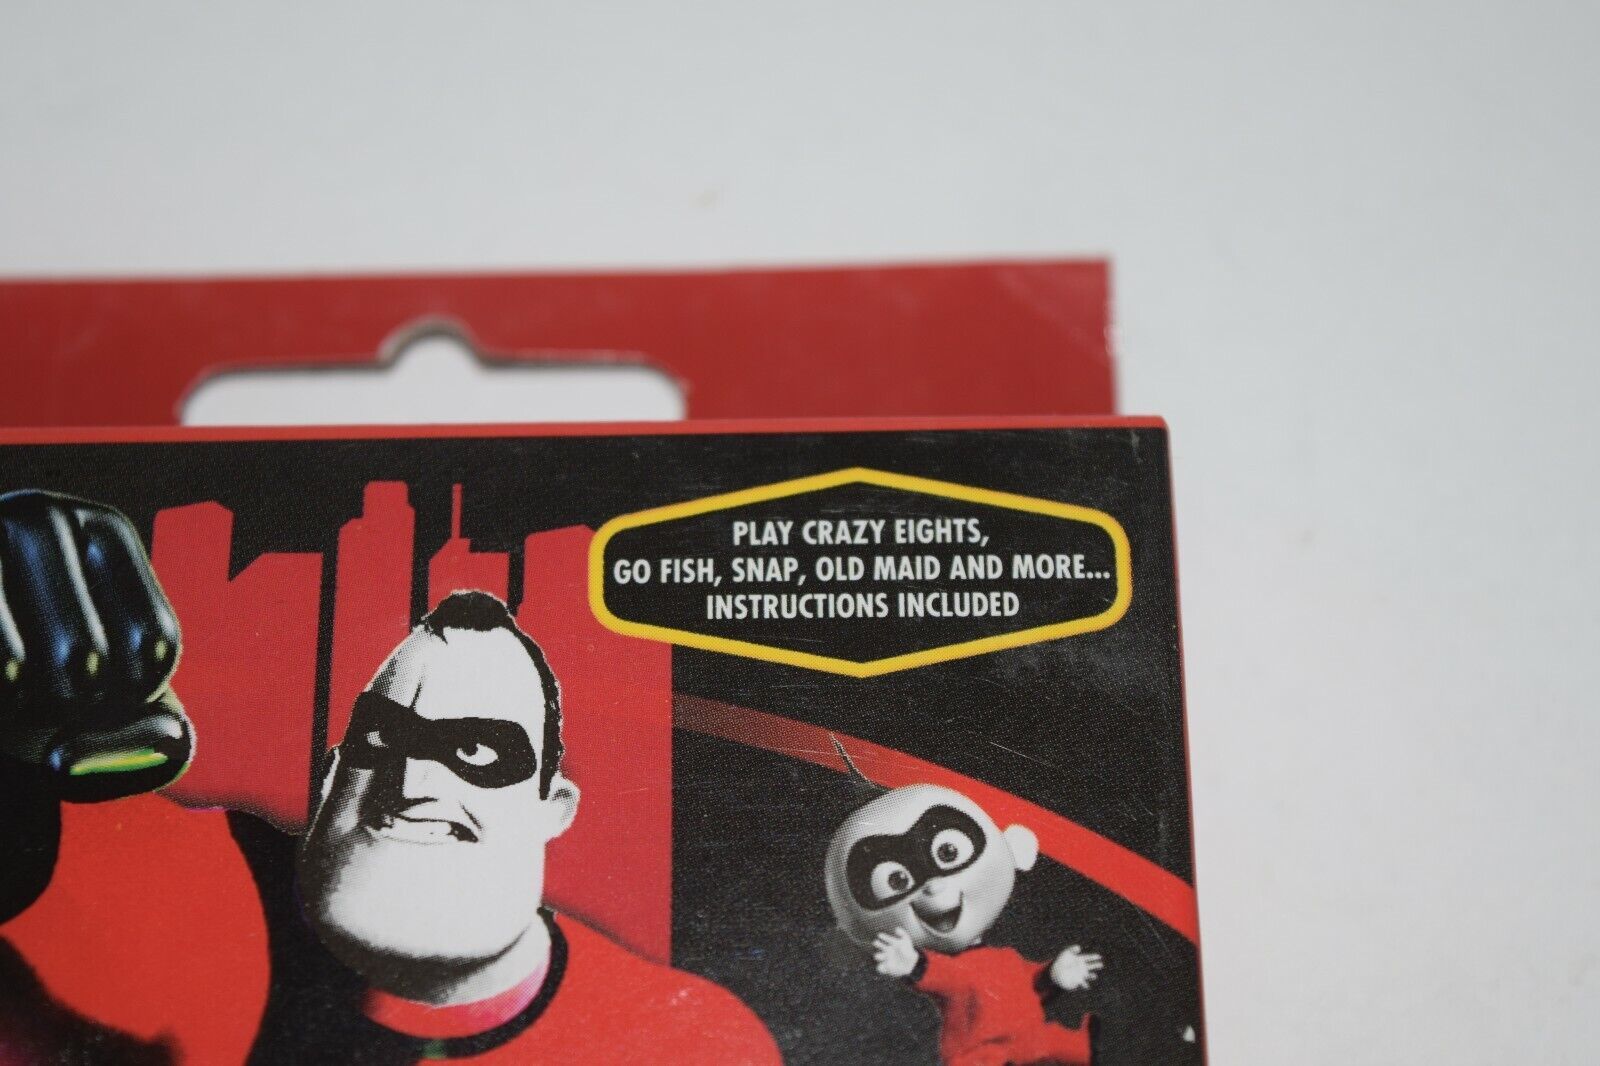 PLAY CRAZY EIGHTS,
GO FISH, SNAP, OLD MAID AND MORE...
INSTRUCTIONS INCLUDED